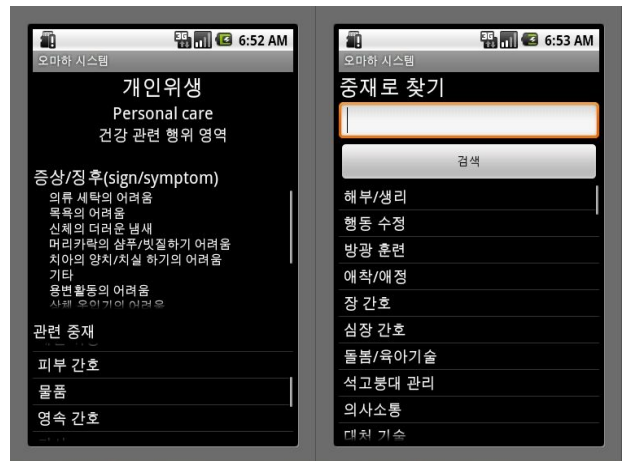 3G 6:52 AM
오마하 시스템
개인위생
Personal care
건강 관련 행위 영역
증상/징후(sign/symptom)
의류 세탁의 어려움
목욕의 어려움
신체의 더러운 냄새
머리카락의 샴푸/빗질하기 어려움
치아의 양치/치실 하기의 어려움
기타
용변활동의 어려움
관련 중재
피부 간호
물품
영속 간호
3G 6:53 AM
오마하 시스템
중재로 찾기
검색
해부/생리
행동 수정
방광 훈련
애착/애정
장 간호
심장 간호
돌봄/육아기술
석고붕대 관리
의사소통
대처 기술